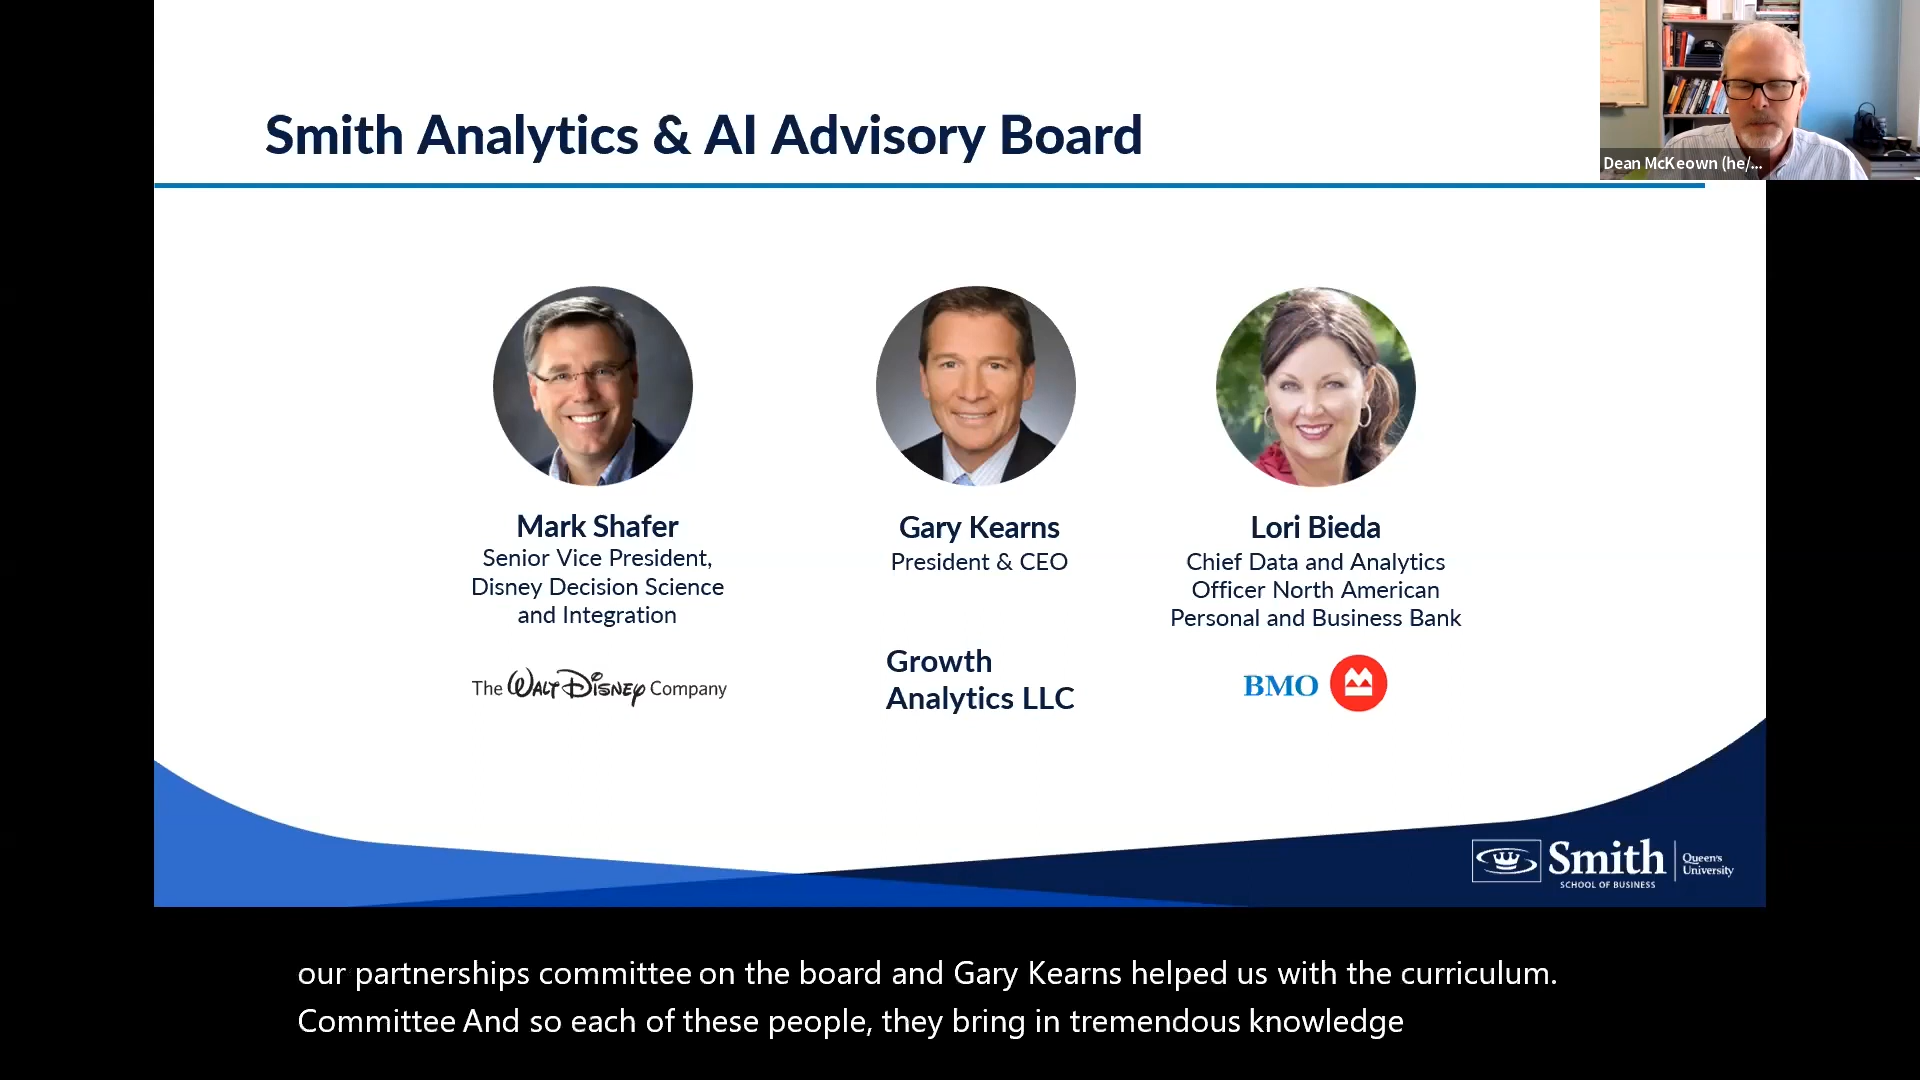 Smith Analytics & AI Advisory Board
Dean McKeown (he/...
Mark Shafer
Senior Vice President,
Disney Decision Science
and Integration
The WALT DISNEY Company
Gary Kearns
President & CEO
Growth
Analytics LLC
Lori Bieda
Chief Data and Analytics
Officer North American
Personal and Business Bank
BMO
Smith
SCHOOL OF BUSINESS
Queen's
University
our partnerships committee on the board and Gary Kearns helped us with the curriculum.
Committee And so each of these people, they bring in tremendous knowledge